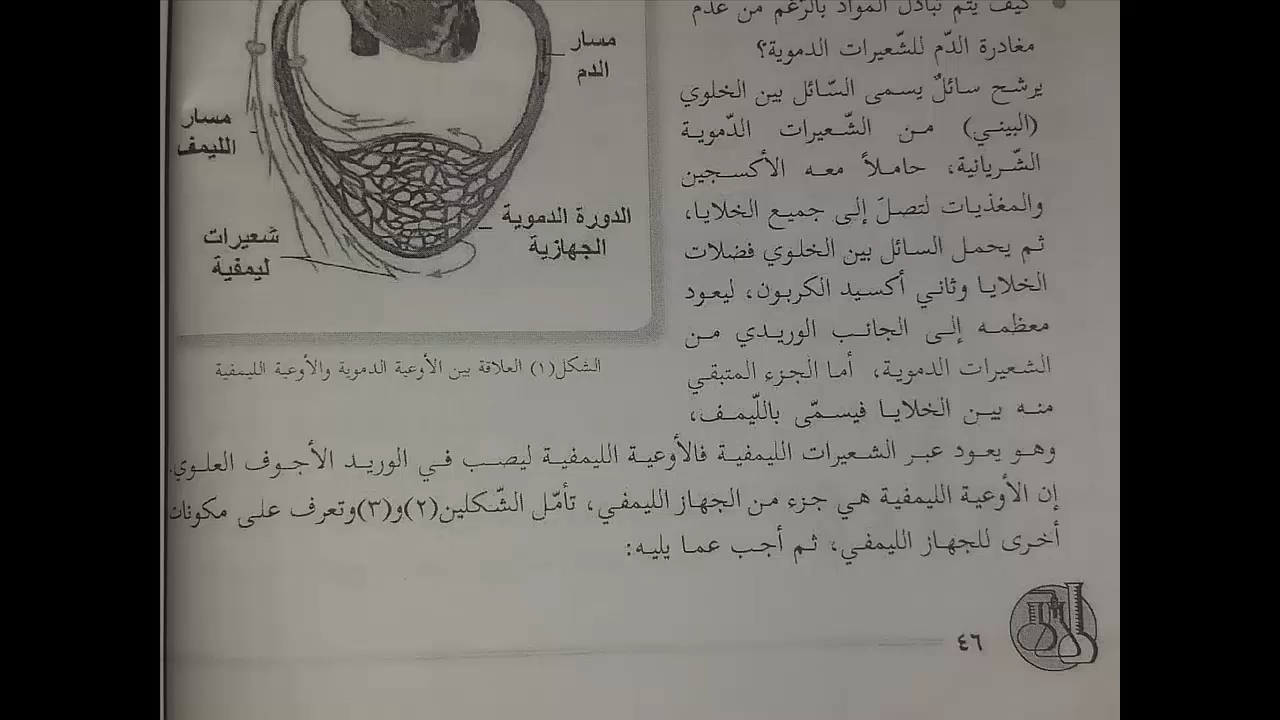 كيف يتم تبادل المواد بالرغم من عدم
مغادرة الدّم للشّعيرات الدموية؟
يرشح سائلٌ يسمى السّائل بين الخلوي
(البيني) من الشّعيرات الدّموية
الشّريانية، حاملاً معه الأكسجين
والمغذيات لتصلَ إلى جميع الخلايا،
ثم يحمل السائل بين الخلوي فضلات
الخلايا وثاني أكسيد الكربون، ليعود
معظمه إلى الجانب الوريدي من
الشعيرات الدموية، أما الجزء المتبقي
منه بين الخلايا فيسمّى باللّيمف،
وهو يعود عبر الشعيرات الليمفية فالأوعية الليمفية ليصب في الوريد الأجوف العلوي.
إن الأوعية الليمفية هي جزء من الجهاز الليمفي، تأمّل الشّكلين(٢)و(٣)وتعرف على مكونات
أخرى للجهاز الليمفي، ثم أجب عما يليه:
مسار
الدم
مسار
الليمف
الدورة الدموية
الجهازية
شعيرات
ليمفية
الشكل(١) العلاقة بين الأوعية الدموية والأوعية الليمفية
٤٦